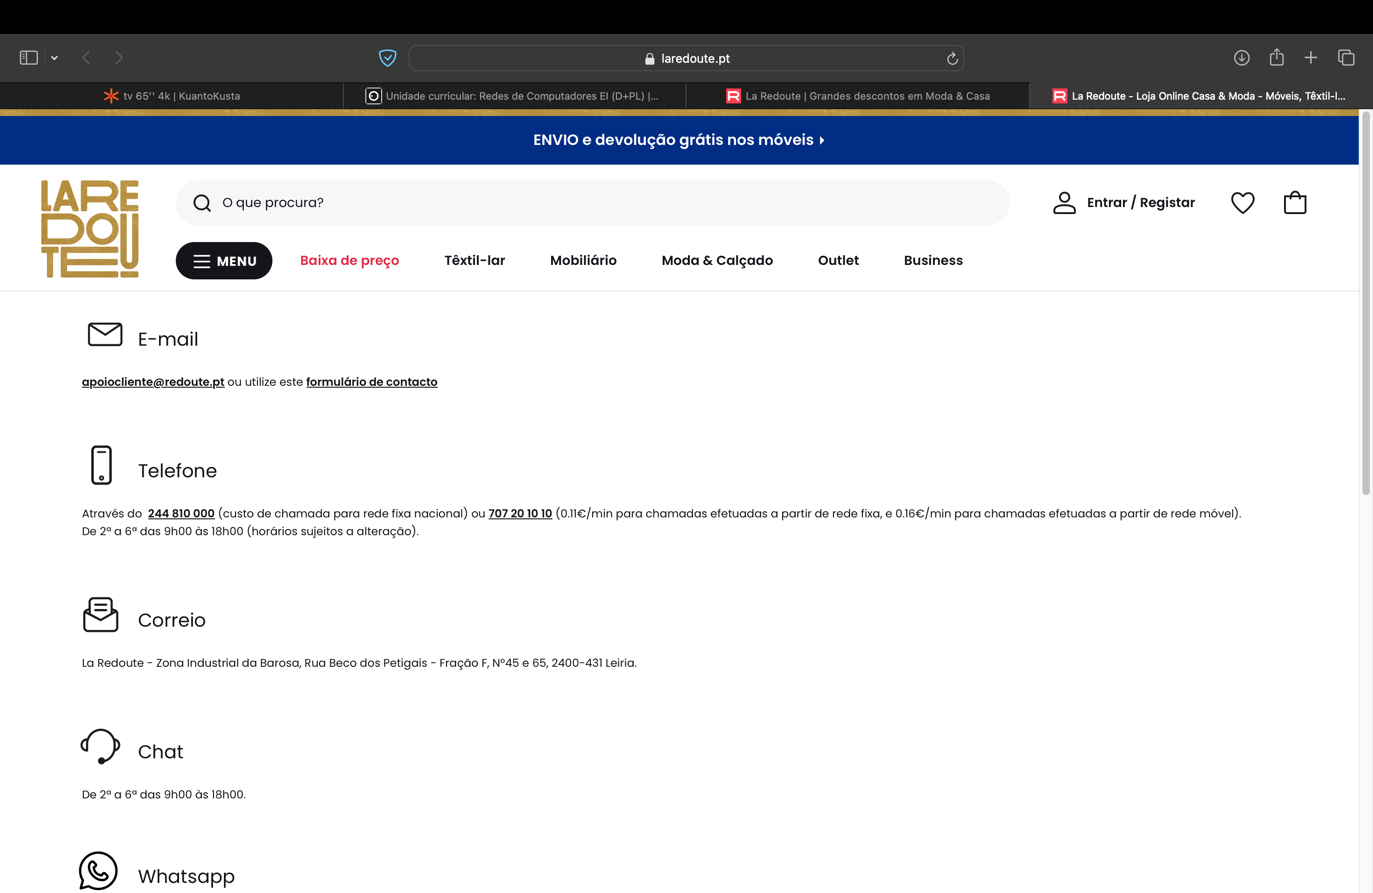 laredoute.pt
tv 65'' 4k | KuantoKusta
Unidade curricular: Redes de Computadores EI (D+PL) |...
La Redoute | Grandes descontos em Moda & Casa
La Redoute - Loja Online Casa & Moda - Móveis, Têxtil-l...
ENVIO e devolução grátis nos móveis
LA RE DOU TE!
O que procura?
Entrar / Registar
MENU
Baixa de preço
Têxtil-lar
Mobiliário
Moda & Calçado
Outlet
Business
E-mail
apoiocliente@redoute.pt ou utilize este formulário de contacto
Telefone
Através do 244 810 000 (custo de chamada para rede fixa nacional) ou 707 20 10 10 (0.11€/min para chamadas efetuadas a partir de rede fixa, e 0.16€/min para chamadas efetuadas a partir de rede móvel).
De 2ª a 6ª das 9h00 às 18h00 (horários sujeitos a alteração).
Correio
La Redoute - Zona Industrial da Barosa, Rua Beco dos Petigais - Fração F, Nº45 e 65, 2400-431 Leiria.
Chat
De 2ª a 6ª das 9h00 às 18h00.
Whatsapp